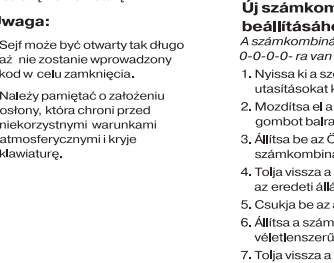 waga:
Sejf może być otwarty tak długo
aż nie zostanie wprowadzony
kod w celu zamknięcia.
Należy pamiętać o założeniu
osłony, która chroni przed
niekorzystnymi warunkami
atmosferycznymi i kryje
klawiaturę.
Új számkom
beállításáh
A számkombiná
0-0-0-0- ra van
1. Nyissa ki a sz
utasításokat k
2. Mozdítsa el a
gombot balra
3. Állítsa be az Ö
számkombiná
4. Tolja vissza a
az eredeti állá
5. Csukja be az a
6. Állítsa a szám
véletlenszerű
7. Tolja vissza a